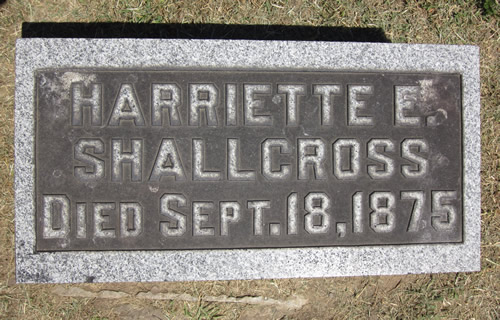 HARRIETTE E.
SHALLCROSS
DIED SEPT. 18, 1875